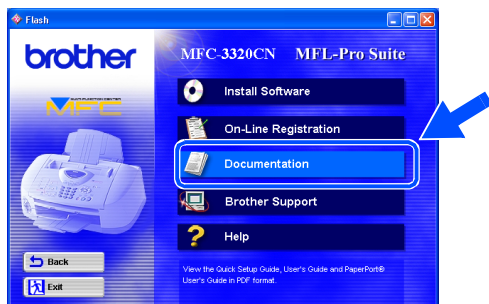 Flash
brother
MFC-3320CN MFL-Pro Suite
MFC
Install Software
On-Line Registration
Documentation
Brother Support
Help
Back
Exit
View the Quick Setup Guide, User's Guide and PaperPort®
User's Guide in PDF format.